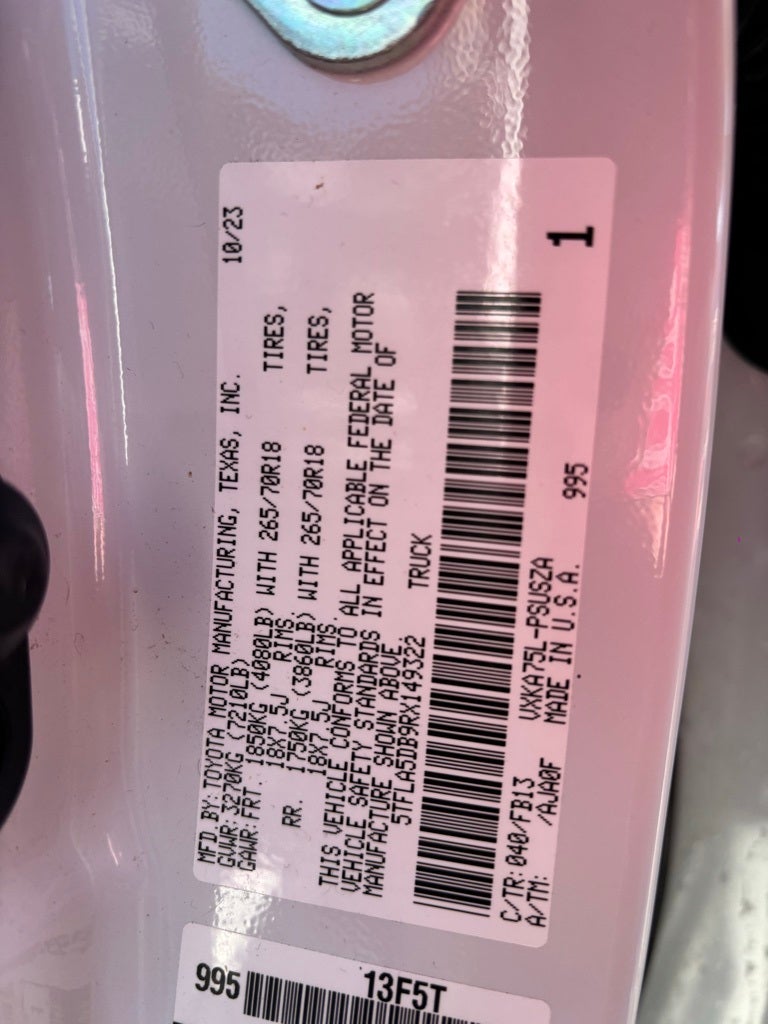 MFD.BY:TOYOTA MOTOR MANUFACTURING, TEXAS, INC. 10/23
GVWR:3270KG (7210LB)
GAWR:FRT. 1850KG (4080LB) WITH 265/70R18 TIRES,
18X7.5J RIMS.
RR. 1750KG (3860LB) WITH 265/70R18 TIRES,
18X7.5J RIMS.
THIS VEHICLE CONFORMS TO ALL APPLICABLE FEDERAL MOTOR
VEHICLE SAFETY STANDARDS IN EFFECT ON THE DATE OF
MANUFACTURE SHOWN ABOVE.
5TFLA5DB9RX149322 TRUCK
1
C/TR:040/FB13 VXKA75L-PSUSZA 995
A/TM: /AJA0F MADE IN U.S.A.
995 13F5T